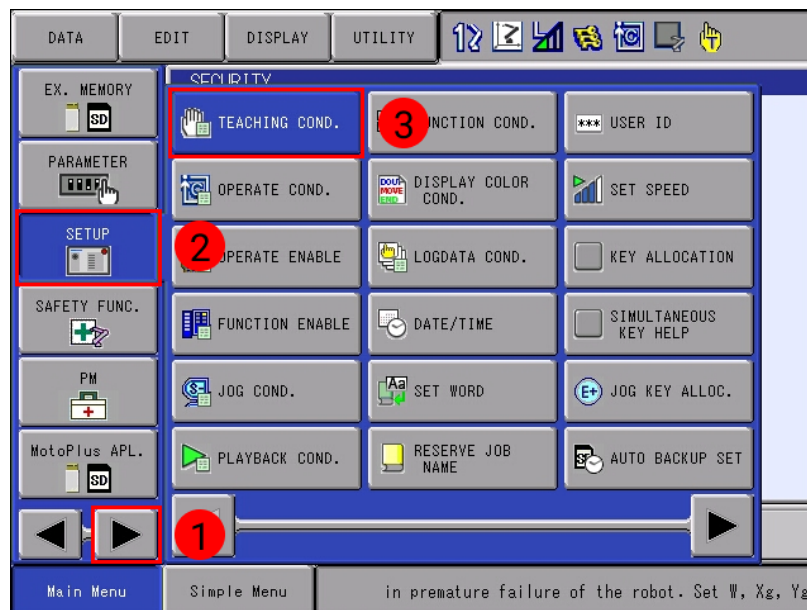 DATA
EDIT
DISPLAY
UTILITY
EX. MEMORY
SD
PARAMETER
SETUP
SAFETY FUNC.
PM
MotoPlus APL.
SD
SECURITY
TEACHING COND.
3
NCTION COND.
*** USER ID
OPERATE COND.
DOUT
MOVE
END
DISPLAY COLOR
COND.
SET SPEED
2
OPERATE ENABLE
LOGDATA COND.
KEY ALLOCATION
FUNCTION ENABLE
DATE/TIME
SIMULTANEOUS
KEY HELP
JOG COND.
Aa
SET WORD
E+
JOG KEY ALLOC.
PLAYBACK COND.
RESERVE JOB
NAME
AUTO BACKUP SET
1
Main Menu
Simple Menu
in premature failure of the robot. Set W, Xg, Yg